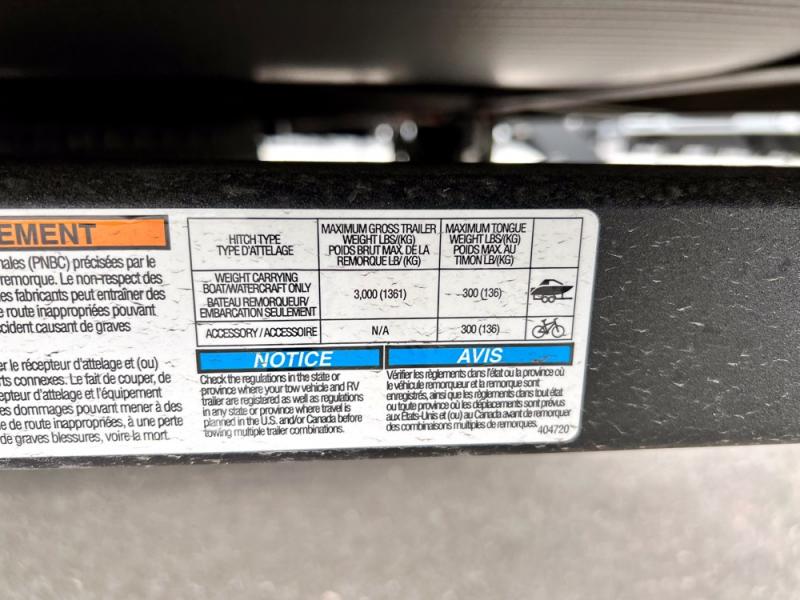 EMENT
nales (PNBC) précisées par le
remorque. Le non-respect des
es fabricants peut entraîner des
e route inappropriées pouvant
ccident causant de graves
er le récepteur d'attelage et (ou)
rts connexes. Le fait de couper, de
epteur d'attelage et l'équipement
es dommages pouvant mener à des
e de route inappropriées, à une perte
de graves blessures, voire la mort.
HITCH TYPE
TYPE D'ATTELAGE
MAXIMUM GROSS TRAILER
WEIGHT LBS/(KG)
POIDS BRUT MAX. DE LA
REMORQUE LB/(KG)
MAXIMUM TONGUE
WEIGHT LBS/(KG)
POIDS MAX. AU
TIMON LB/(KG)
WEIGHT CARRYING
BOAT/WATERCRAFT ONLY
BATEAU REMORQUEUR/
EMBARCATION SEULEMENT
3,000 (1361)
300 (136)
ACCESSORY/ACCESSOIRE
N/A
300 (136)
NOTICE
Check the regulations in the state or
province where your tow vehicle and RV
trailer are registered as well as regulations
in any state or province where travel is
planned in the U.S. and/or Canada before
towing multiple trailer combinations.
AVIS
Vérifier les règlements dans l'état ou la province où
le véhicule remorqueur et la remorque sont
enregistrés, ainsi que les règlements dans tout état
ou toute province où les déplacements sont prévus
aux États-Unis et (ou) au Canada avant de remorquer
des combinaisons multiples de remorques.
404720